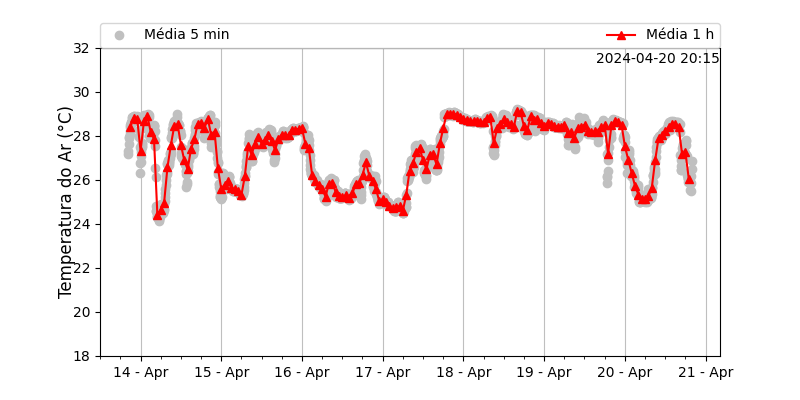 Média 5 min
Média 1 h
2024-04-20 20:15
Temperatura do Ar (°C)
32
30
28
26
24
22
20
18
14 - Apr
15 - Apr
16 - Apr
17 - Apr
18 - Apr
19 - Apr
20 - Apr
21 - Apr